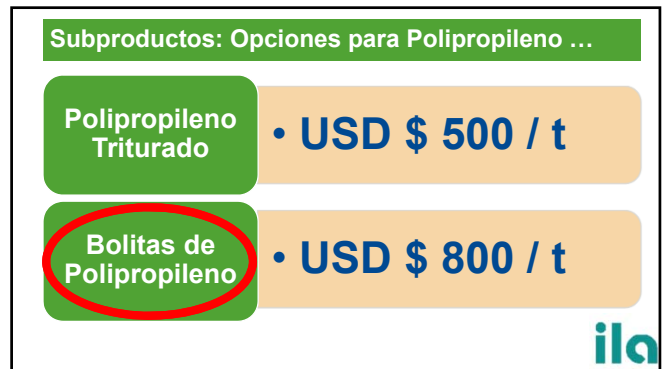 Subproductos: Opciones para Polipropileno …
Polipropileno
Triturado
• USD $ 500 / t
Bolitas de
Polipropileno
• USD $ 800 / t
ila